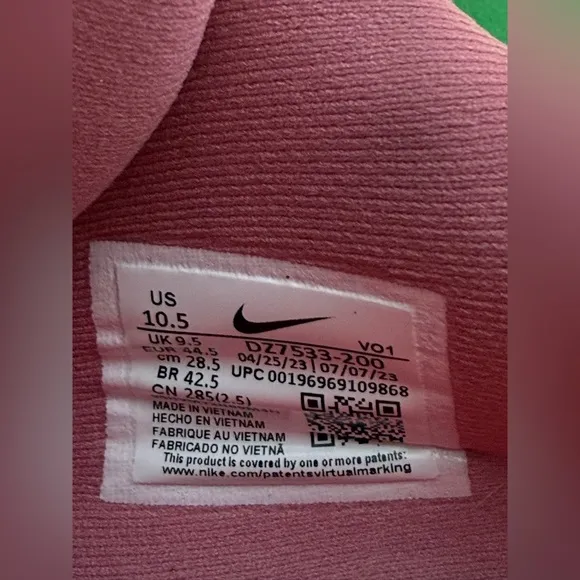 US
10.5
VO1
UK 9.5
DZ7533-200
EUR 44.5
04/25/23 | 07/07/23
cm 28.5
UPC 00196969109868
BR 42.5
CN 285(2.5)
MADE IN VIETNAM
HECHO EN VIETNAM
FABRIQUE AU VIETNAM
FABRICADO NO VIETNÃ
This product is covered by one or more patents:
www.nike.com/patentsvirtualmarking